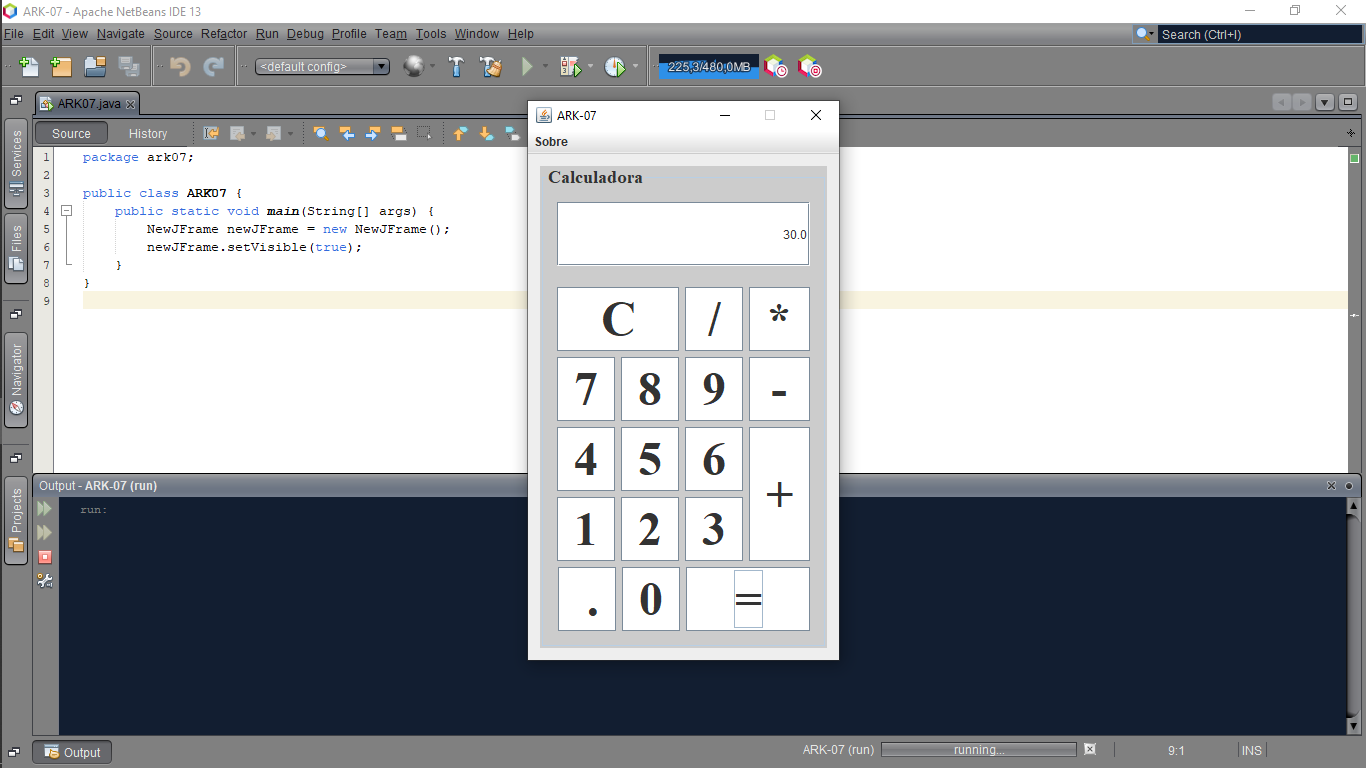 ARK-07 - Apache NetBeans IDE 13
File Edit View Navigate Source Refactor Run Debug Profile Team Tools Window Help
Search (Ctrl+I)
<default config>
225,3/480,0MB
ARK07.java
Source History
Services
Files
Navigator
Projects
1 package ark07;
2
3 public class ARK07 {
4 public static void main(String[] args) {
5 NewJFrame newJFrame = new NewJFrame();
6 newJFrame.setVisible(true);
7 }
8 }
9
ARK-07
Sobre
Calculadora
30.0
C / *
7 8 9 -
4 5 6 +
1 2 3
. 0 =
Output - ARK-07 (run)
run:
Output
ARK-07 (run) running... 9:1 INS